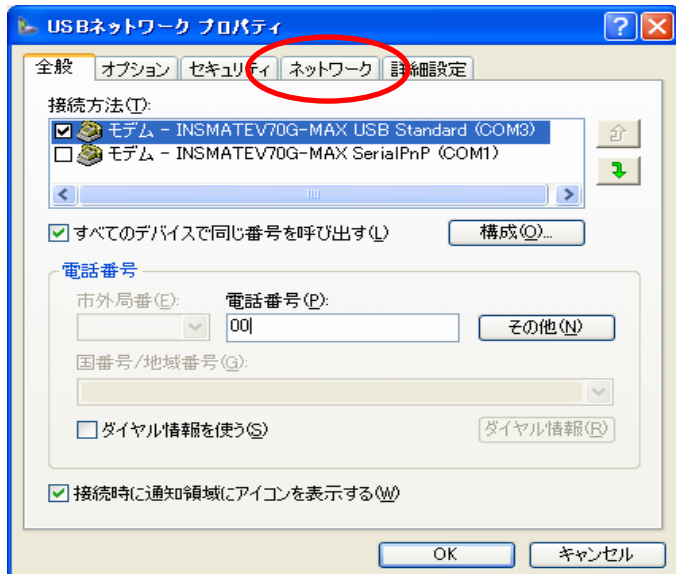 USBネットワーク プロパティ
全般 オプション セキュリティ ネットワーク 詳細設定
接続方法(T):
モデム - INSMATEV70G-MAX USB Standard (COM3)
モデム - INSMATEV70G-MAX SerialPnP (COM1)
すべてのデバイスで同じ番号を呼び出す(L) 構成(O)...
電話番号
市外局番(E): 電話番号(P):
00 その他(N)
国番号/地域番号(G):
ダイヤル情報を使う(S) ダイヤル情報(R)
接続時に通知領域にアイコンを表示する(W)
OK キャンセル